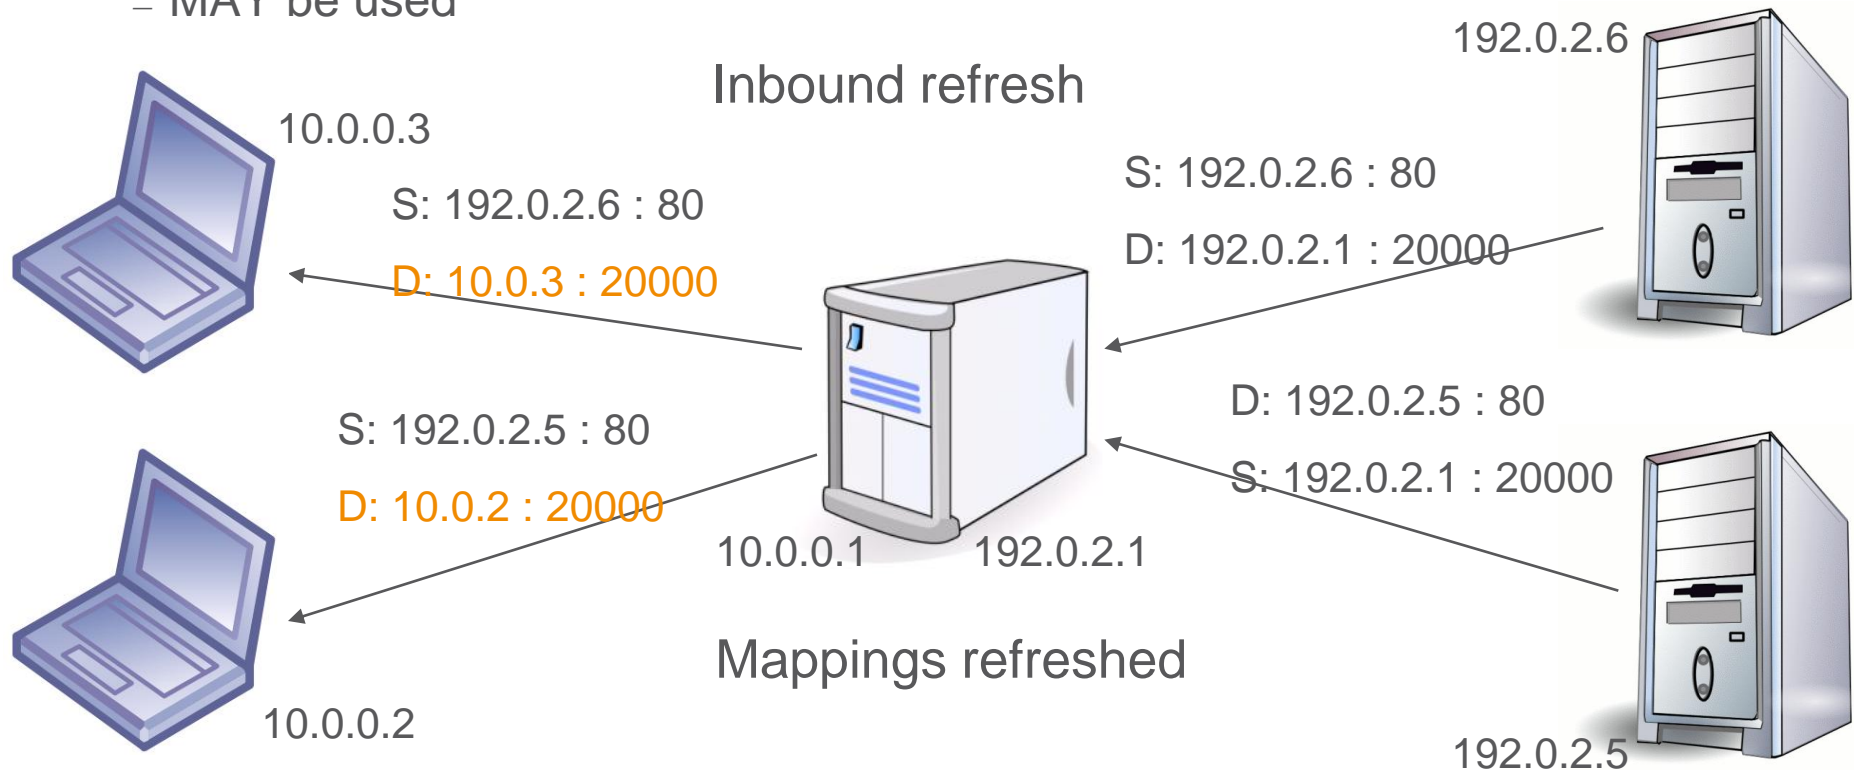 – MAY be used
192.0.2.6
Inbound refresh
10.0.0.3
S: 192.0.2.6 : 80
D: 192.0.2.1 : 20000
S: 192.0.2.6 : 80
D: 10.0.3 : 20000
D: 192.0.2.5 : 80
S: 192.0.2.1 : 20000
S: 192.0.2.5 : 80
D: 10.0.2 : 20000
10.0.0.1
192.0.2.1
Mappings refreshed
10.0.0.2
192.0.2.5